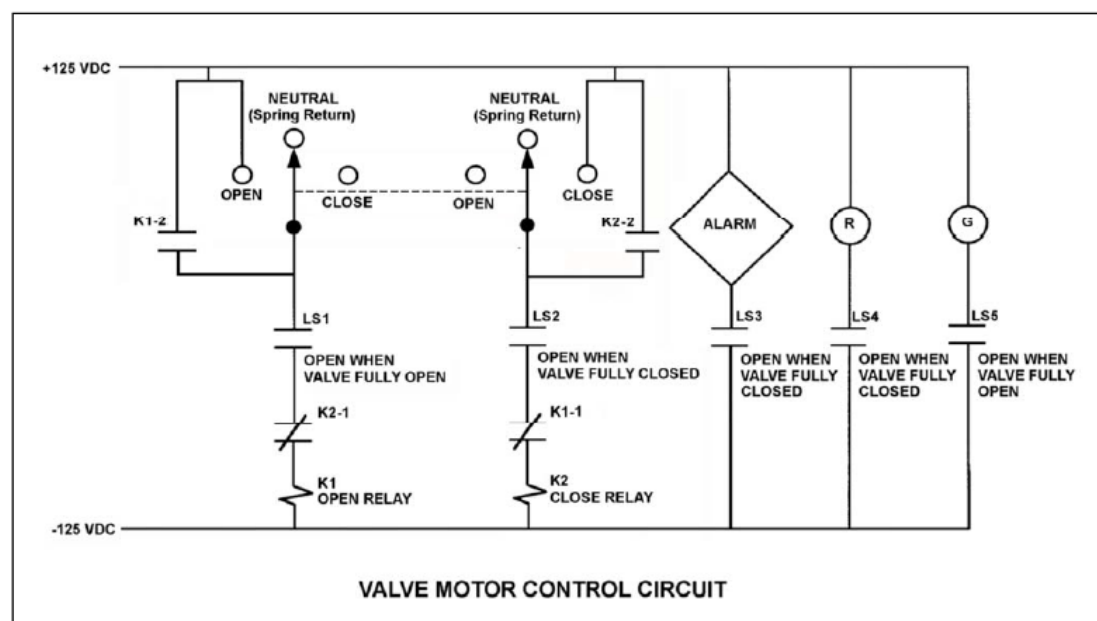 +125 VDC
NEUTRAL
(Spring Return)
NEUTRAL
(Spring Return)
OPEN
CLOSE
OPEN
CLOSE
K1-2
K2-2
ALARM
R
G
LS1
OPEN WHEN
VALVE FULLY OPEN
LS2
OPEN WHEN
VALVE FULLY CLOSED
LS3
OPEN WHEN
VALVE FULLY
CLOSED
LS4
OPEN WHEN
VALVE FULLY
CLOSED
LS5
OPEN WHEN
VALVE FULLY
OPEN
K2-1
K1-1
K1
OPEN RELAY
K2
CLOSE RELAY
-125 VDC
VALVE MOTOR CONTROL CIRCUIT